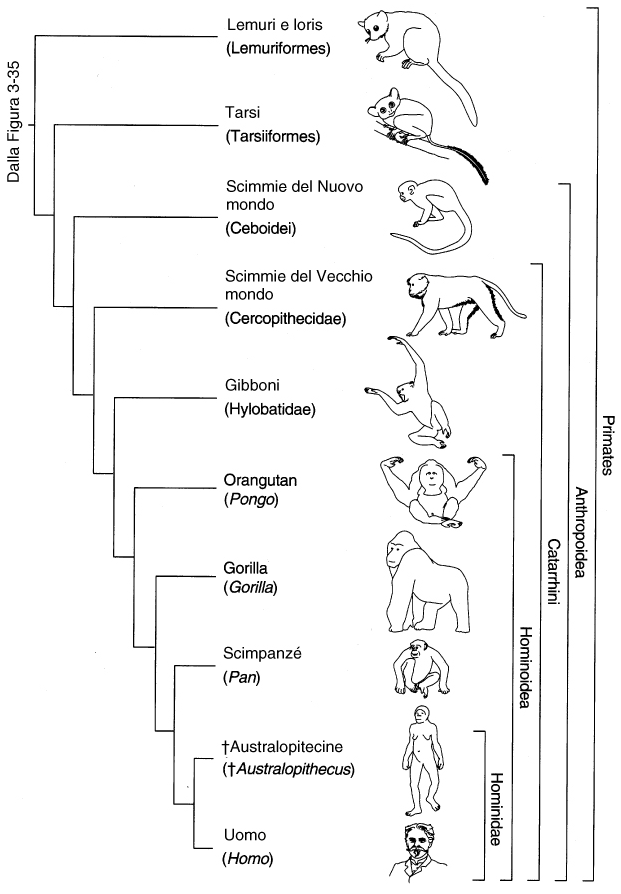 Dalla Figura 3-35
Lemuri e loris
(Lemuriformes)
Tarsi
(Tarsiiformes)
Scimmie del Nuovo
mondo
(Ceboidei)
Scimmie del Vecchio
mondo
(Cercopithecidae)
Gibboni
(Hylobatidae)
Orangutan
(Pongo)
Gorilla
(Gorilla)
Scimpanzé
(Pan)
†Australopitecine
(†Australopithecus)
Uomo
(Homo)
Hominidae
Hominoidea
Catarrhini
Anthropoidea
Primates